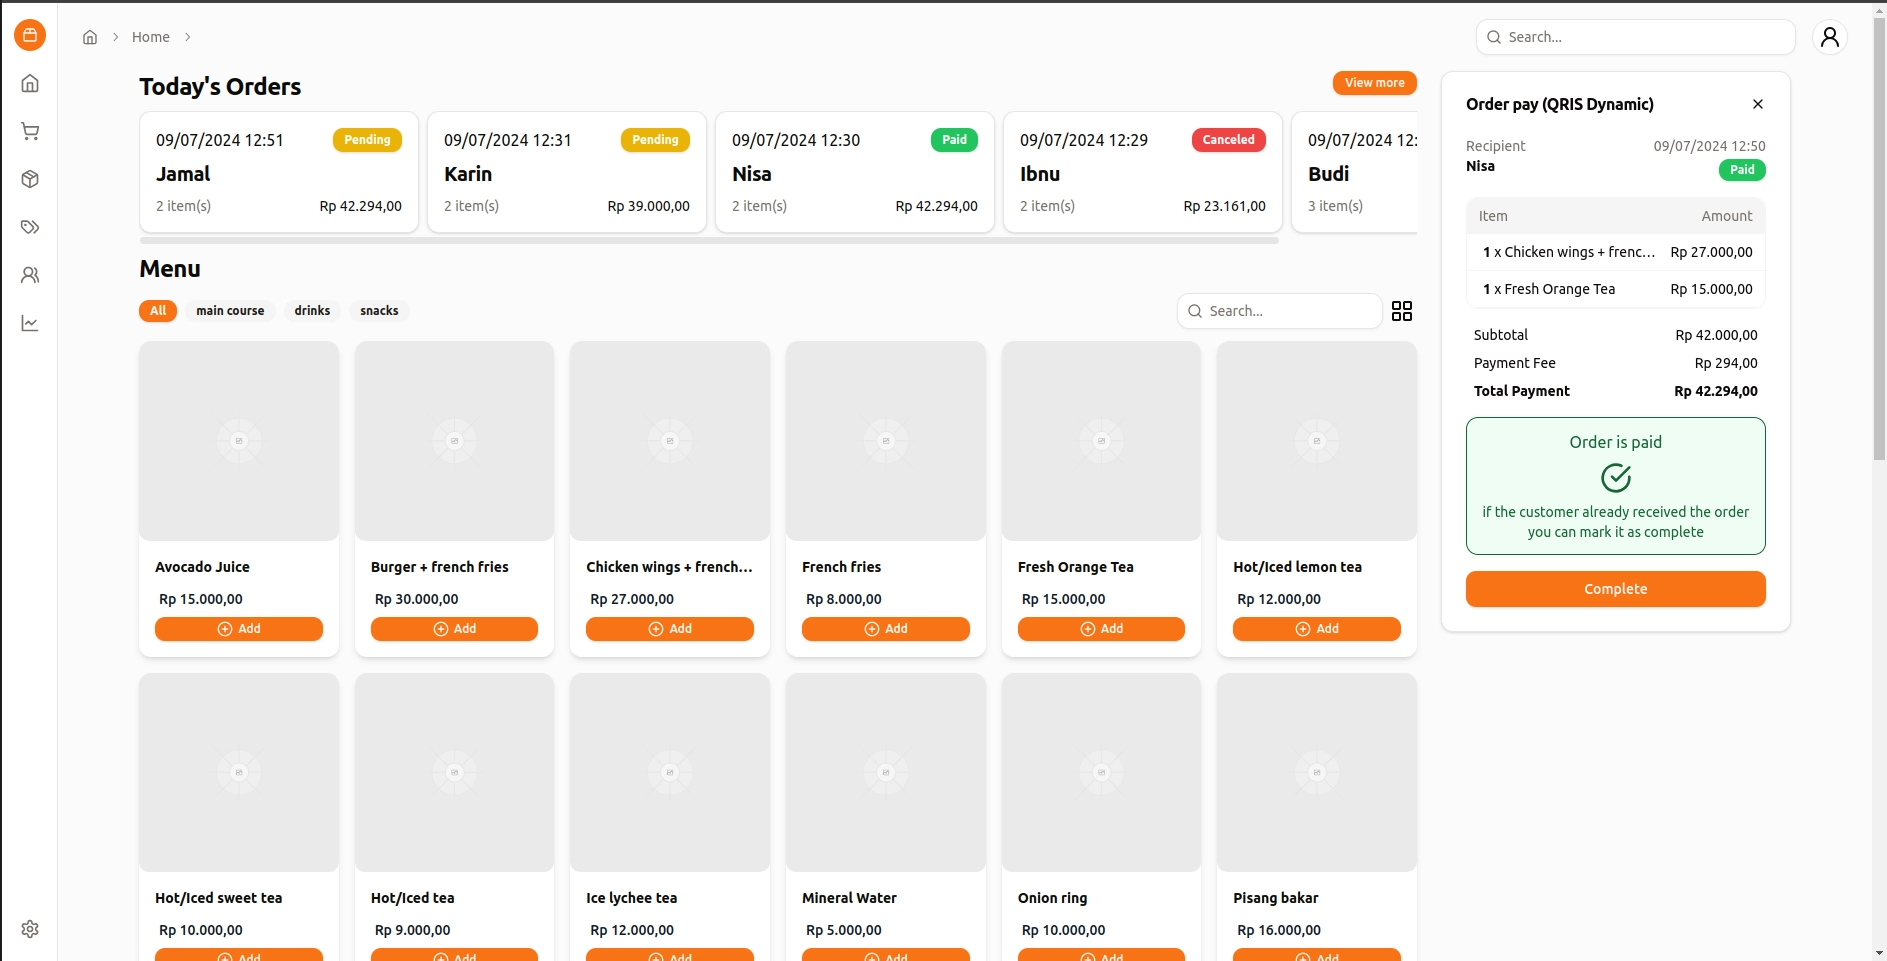 Home
Search...
Today's Orders
View more
09/07/2024 12:51
Pending
Jamal
2 item(s)
Rp 42.294,00
09/07/2024 12:31
Pending
Karin
2 item(s)
Rp 39.000,00
09/07/2024 12:30
Paid
Nisa
2 item(s)
Rp 42.294,00
09/07/2024 12:29
Canceled
Ibnu
2 item(s)
Rp 23.161,00
09/07/2024 12:
Budi
3 item(s)
Menu
All
main course
drinks
snacks
Search...
Avocado Juice
Rp 15.000,00
Add
Burger + french fries
Rp 30.000,00
Add
Chicken wings + french...
Rp 27.000,00
Add
French fries
Rp 8.000,00
Add
Fresh Orange Tea
Rp 15.000,00
Add
Hot/Iced lemon tea
Rp 12.000,00
Add
Hot/Iced sweet tea
Rp 10.000,00
Add
Hot/Iced tea
Rp 9.000,00
Add
Ice lychee tea
Rp 12.000,00
Add
Mineral Water
Rp 5.000,00
Add
Onion ring
Rp 10.000,00
Add
Pisang bakar
Rp 16.000,00
Add
Order pay (QRIS Dynamic)
Recipient
09/07/2024 12:50
Nisa
Paid
Item Amount
1 x Chicken wings + frenc... Rp 27.000,00
1 x Fresh Orange Tea Rp 15.000,00
Subtotal Rp 42.000,00
Payment Fee Rp 294,00
Total Payment Rp 42.294,00
Order is paid
if the customer already received the order
you can mark it as complete
Complete